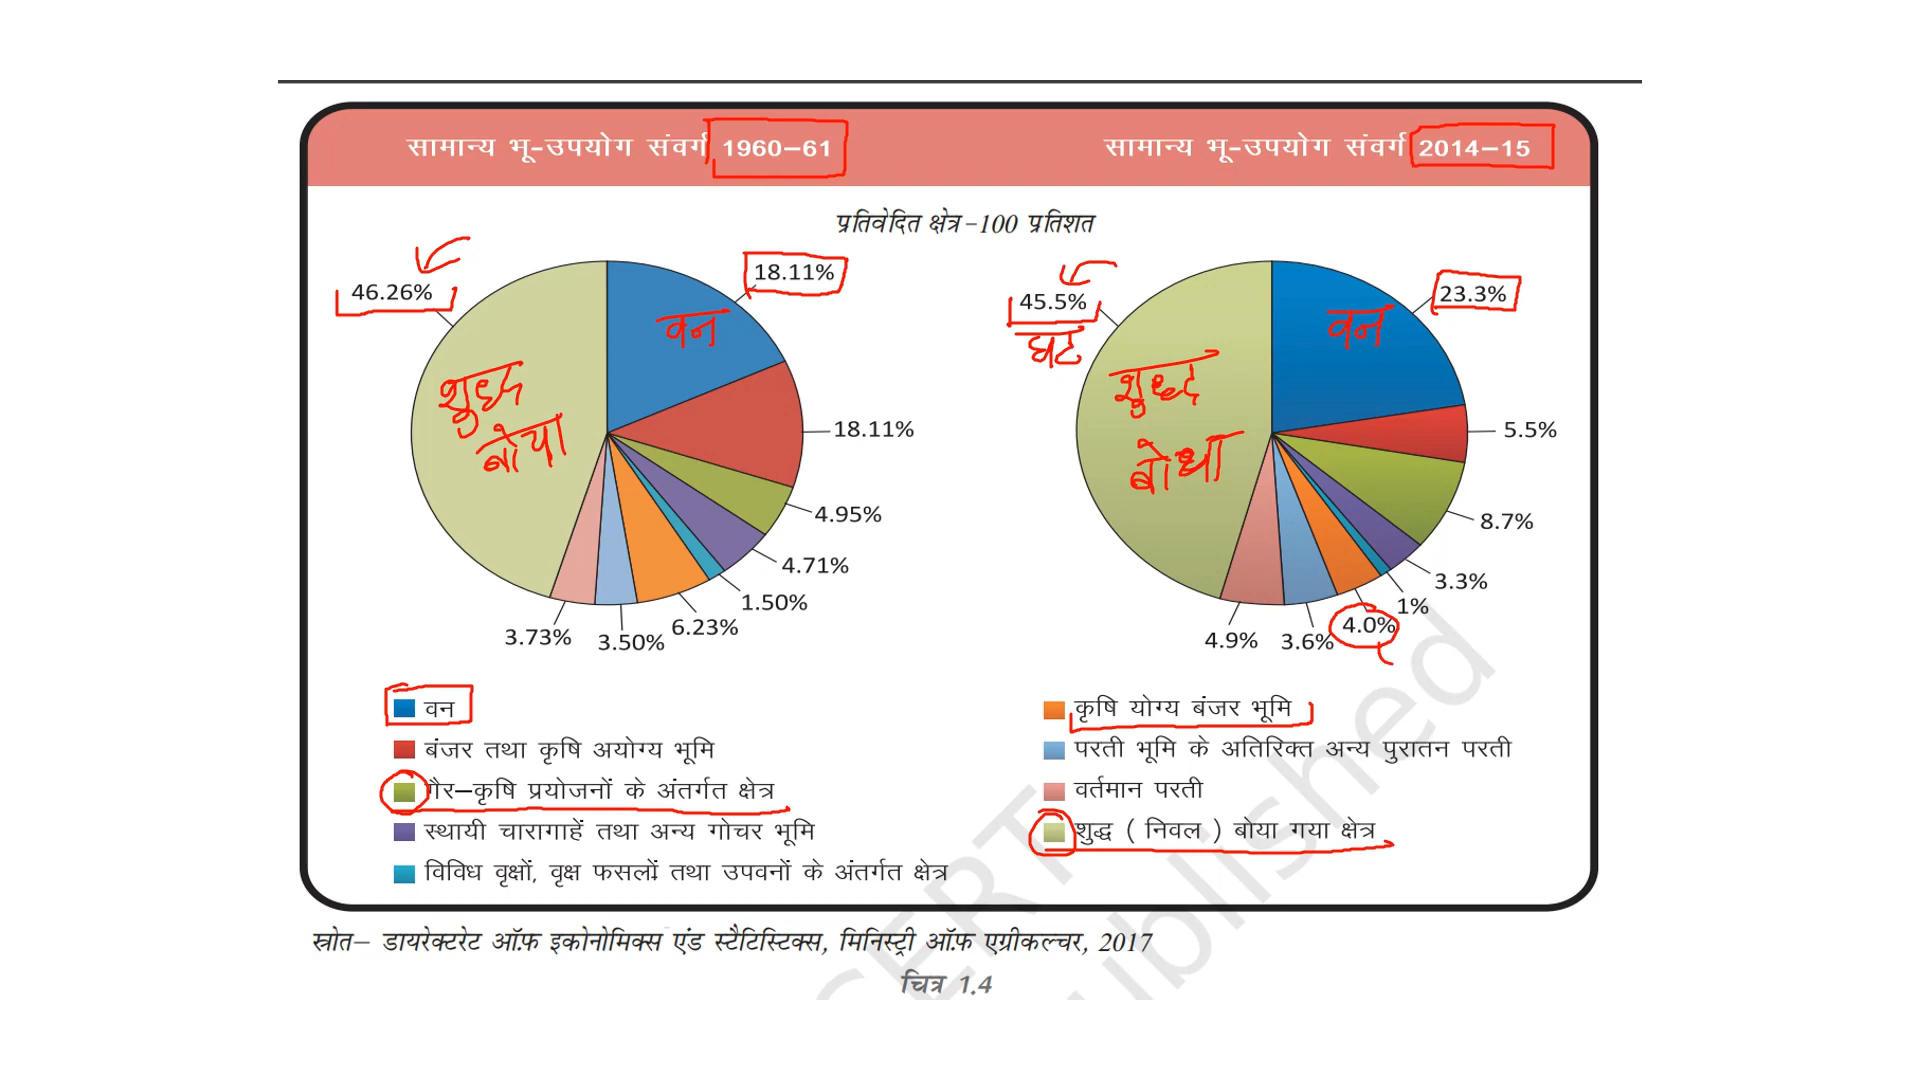 सामान्य भू-उपयोग संवर्ग 1960–61
सामान्य भू-उपयोग संवर्ग 2014–15
प्रतिवेदित क्षेत्र–100 प्रतिशत
46.26%
18.11%
वन
शुध्द
बोया
18.11%
4.95%
4.71%
1.50%
6.23%
3.50%
3.73%
45.5%
घट
23.3%
वन
शुध्द
बोया
5.5%
8.7%
3.3%
1%
4.0%
3.6%
4.9%
वन
बंजर तथा कृषि अयोग्य भूमि
गैर–कृषि प्रयोजनों के अंतर्गत क्षेत्र
स्थायी चारागाहें तथा अन्य गोचर भूमि
विविध वृक्षों, वृक्ष फसलों तथा उपवनों के अंतर्गत क्षेत्र
कृषि योग्य बंजर भूमि
परती भूमि के अतिरिक्त अन्य पुरातन परती
वर्तमान परती
शुद्ध ( निवल ) बोया गया क्षेत्र
स्त्रोत– डायरेक्टरेट ऑफ़ इकोनोमिक्स एंड स्टैटिस्टिक्स, मिनिस्ट्री ऑफ़ एग्रीकल्चर, 2017
चित्र 1.4